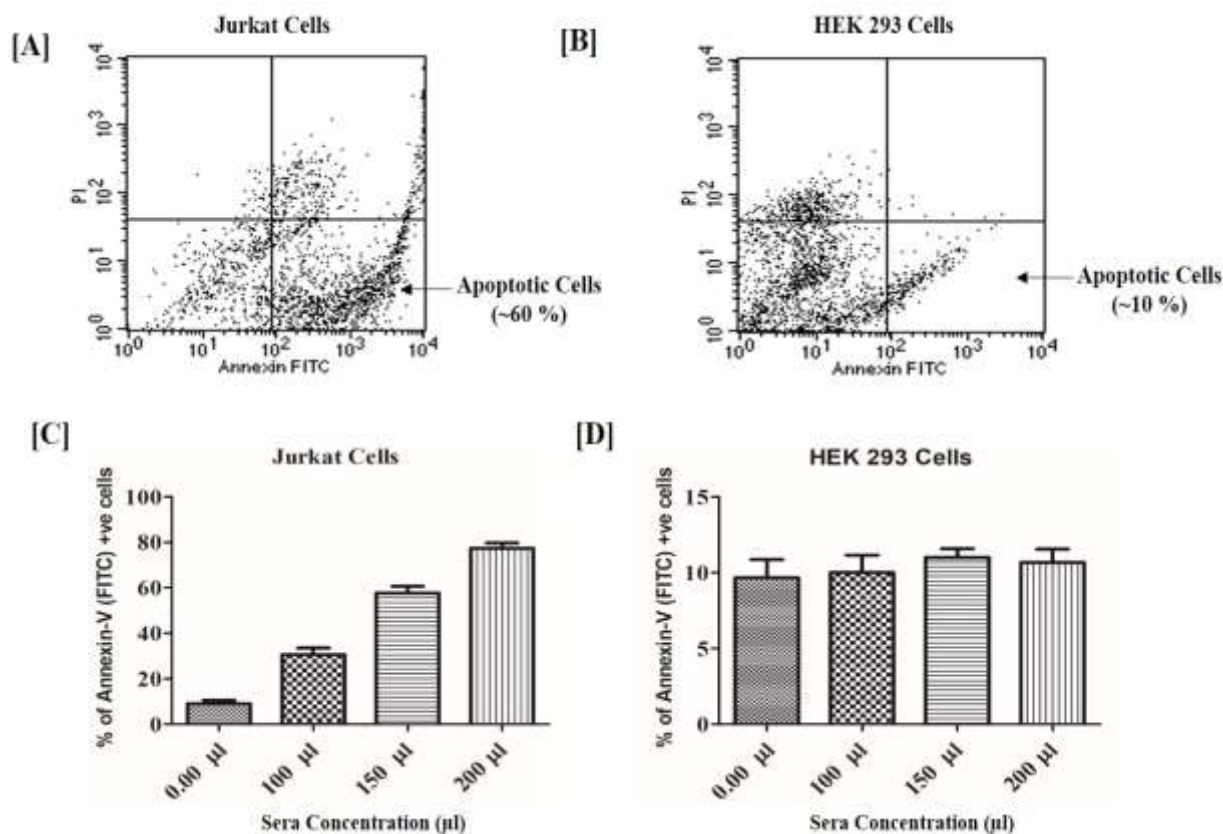 Jurkat Cells
[A]
10^4
10^3
10^2
10^1
10^0
PI
10^0 10^1 10^2 10^3 10^4
Annexin FITC
Apoptotic Cells
(~60 %)
HEK 293 Cells
[B]
10^4
10^3
10^2
10^1
10^0
PI
10^0 10^1 10^2 10^3 10^4
Annexin FITC
Apoptotic Cells
(~10 %)
[C]
Jurkat Cells
% of Annexin-V (FITC) +ve cells
100
80
60
40
20
0
0.00 µl 100 µl 150 µl 200 µl
Sera Concentration (µl)
[D]
HEK 293 Cells
% of Annexin-V (FITC) +ve cells
15
10
5
0
0.00 µl 100 µl 150 µl 200 µl
Sera Concentration (µl)